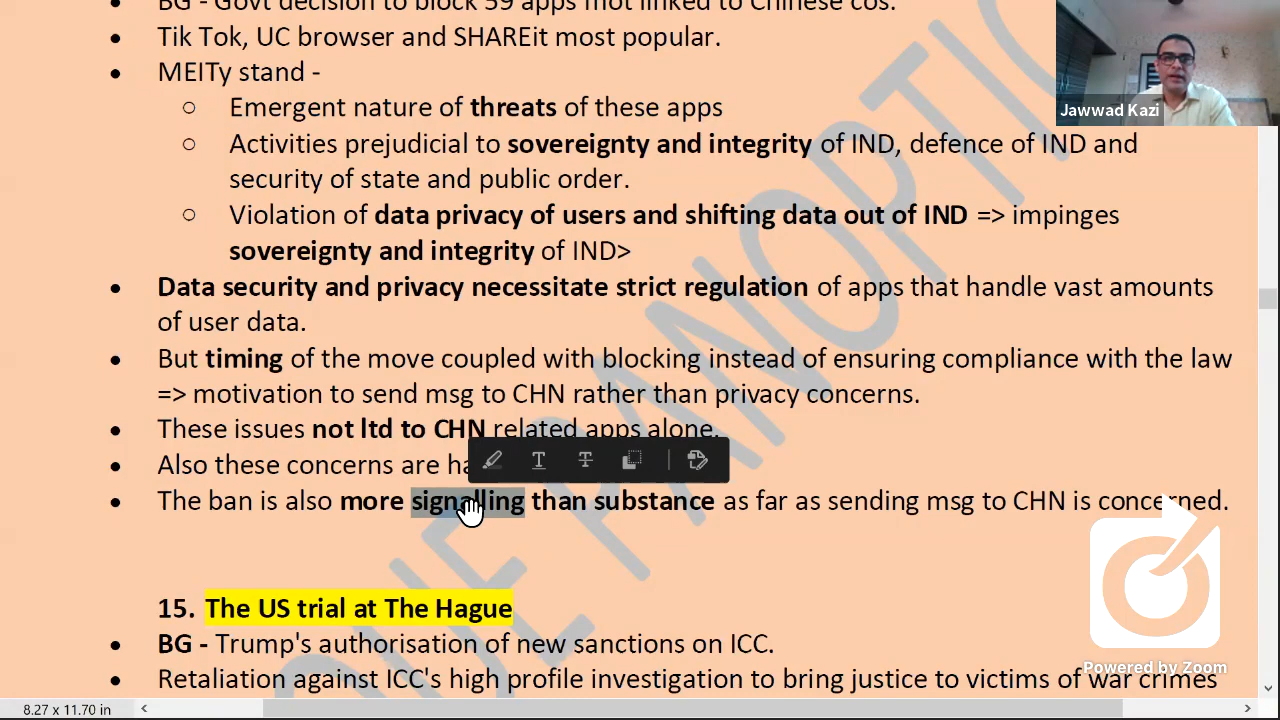 BG - Govt decision to block 59 apps mot linked to Chinese cos.
Tik Tok, UC browser and SHAREit most popular.
MEITy stand -
Emergent nature of threats of these apps
Activities prejudicial to sovereignty and integrity of IND, defence of IND and
security of state and public order.
Violation of data privacy of users and shifting data out of IND => impinges
sovereignty and integrity of IND>
Data security and privacy necessitate strict regulation of apps that handle vast amounts
of user data.
But timing of the move coupled with blocking instead of ensuring compliance with the law
=> motivation to send msg to CHN rather than privacy concerns.
These issues not ltd to CHN related apps alone.
Also these concerns are
The ban is also more signalling than substance as far as sending msg to CHN is concerned.
15. The US trial at The Hague
BG - Trump's authorisation of new sanctions on ICC.
Retaliation against ICC's high profile investigation to bring justice to victims of war crimes
Jawwad Kazi
Powered by Zoom
8.27 x 11.70 in